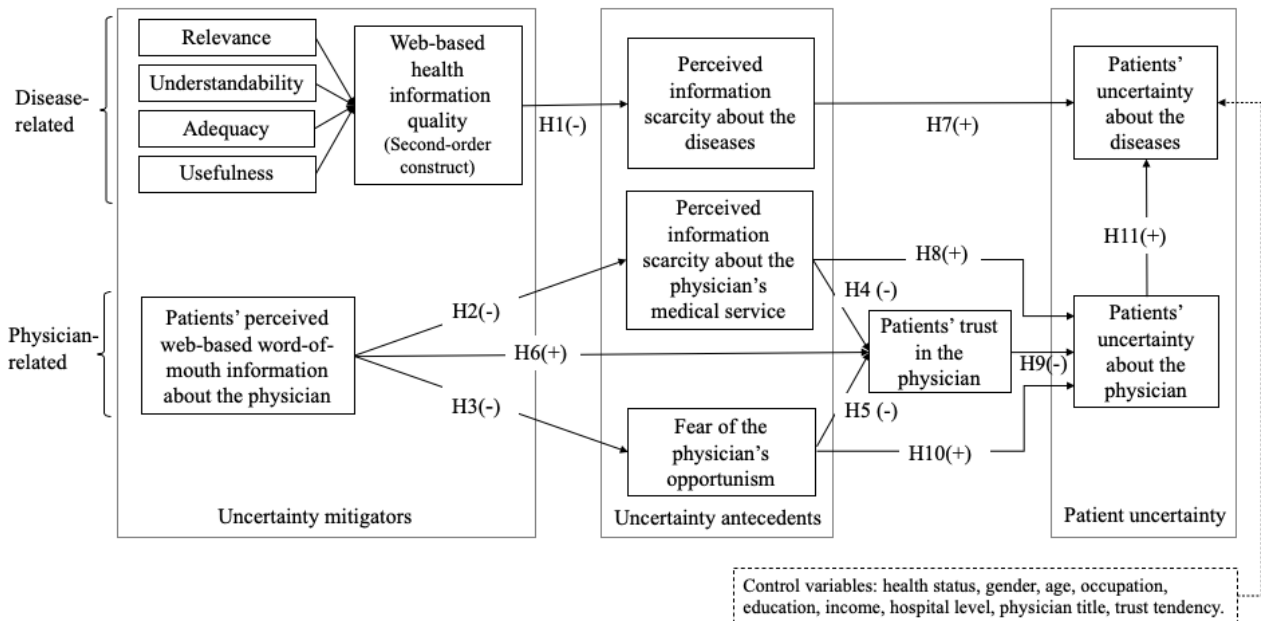 Disease-
related
Relevance
Understandability
Adequacy
Usefulness
Web-based
health
information
quality
(Second-order
construct)
H1(-)
Perceived
information
scarcity about the
diseases
H7(+)
Patients’
uncertainty
about the
diseases
Physician-
related
Patients’ perceived
web-based word-of-
mouth information
about the physician
H2(-)
H6(+)
H3(-)
Perceived
information
scarcity about the
physician’s
medical service
Fear of the
physician’s
opportunism
H8(+)
H4 (-)
Patients’ trust
in the
physician
H5 (-)
H9(-)
H10(+)
H11(+)
Patients’
uncertainty
about the
physician
Uncertainty mitigators
Uncertainty antecedents
Patient uncertainty
Control variables: health status, gender, age, occupation,
education, income, hospital level, physician title, trust tendency.